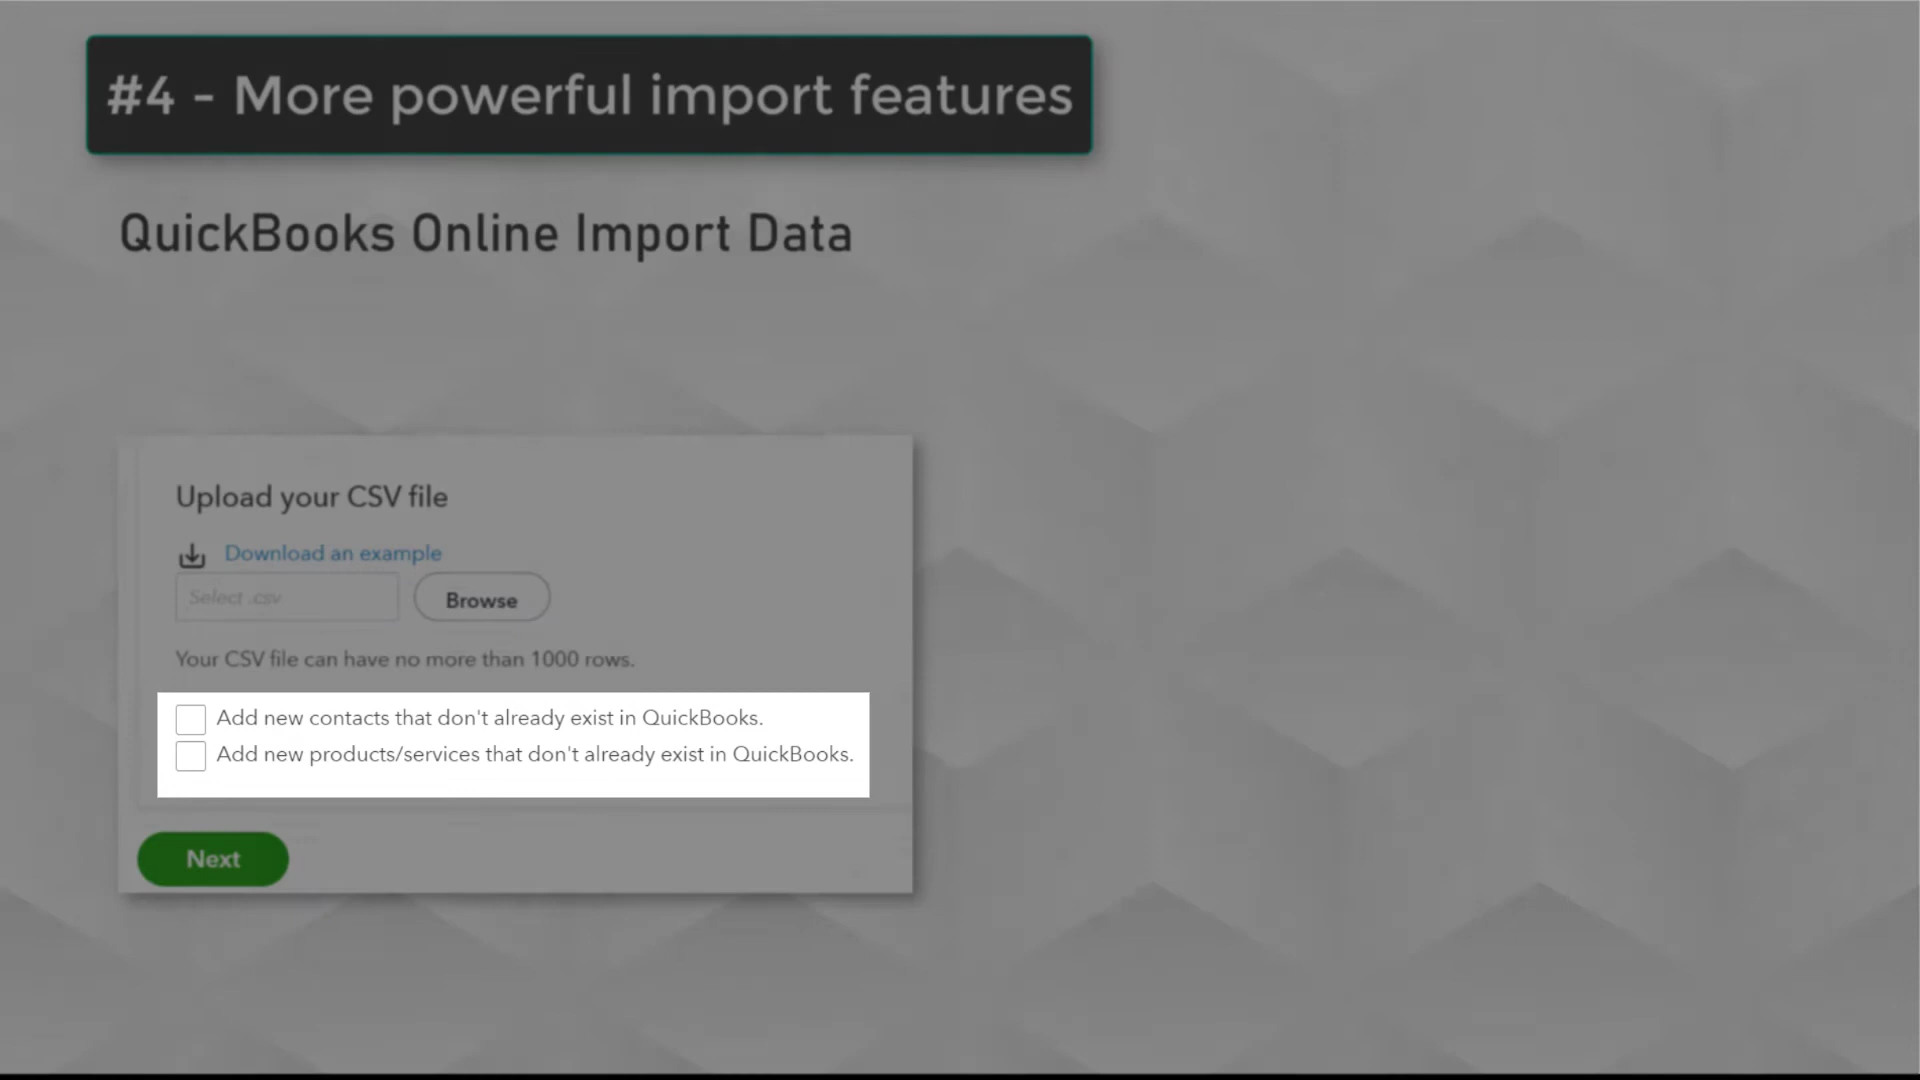 #4 - More powerful import features
QuickBooks Online Import Data
Upload your CSV file
Download an example
Select .csv
Browse
Your CSV file can have no more than 1000 rows.
Add new contacts that don't already exist in QuickBooks.
Add new products/services that don't already exist in QuickBooks.
Next